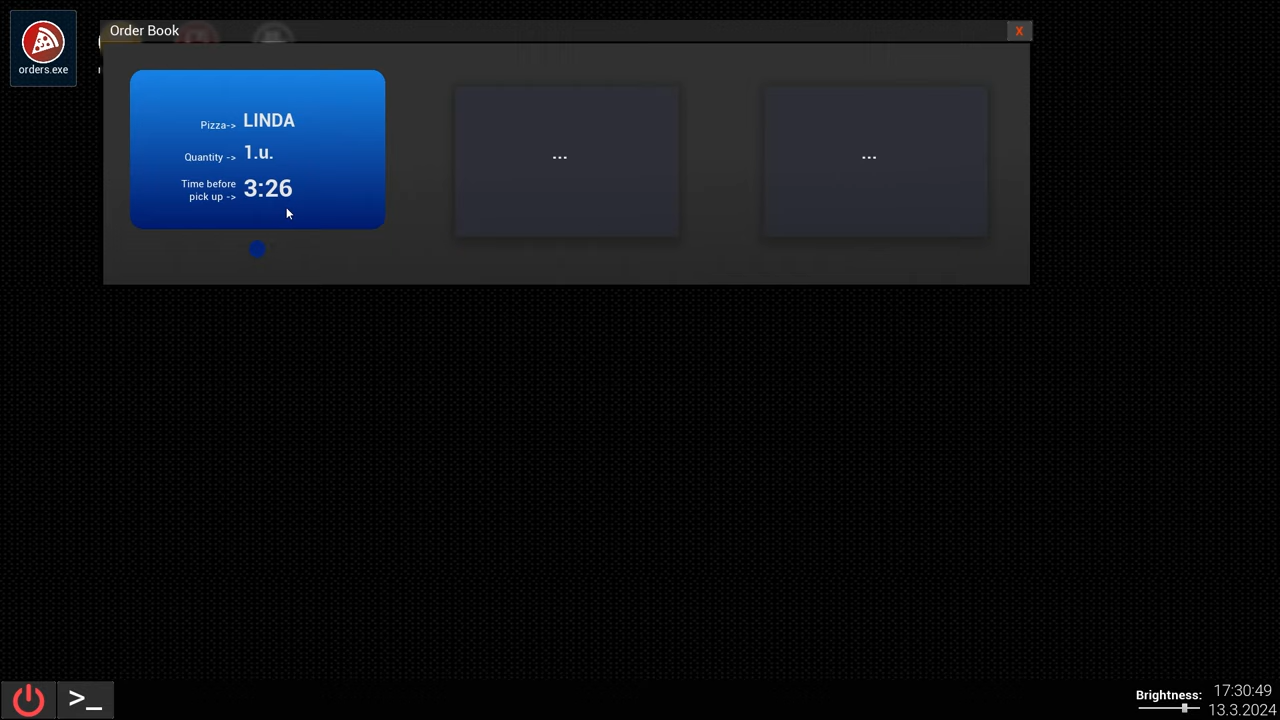 Order Book
X
orders.exe
Pizza-> LINDA
Quantity -> 1.u.
Time before
pick up -> 3:26
...
...
>_
Brightness:
17:30:49
13.3.2024